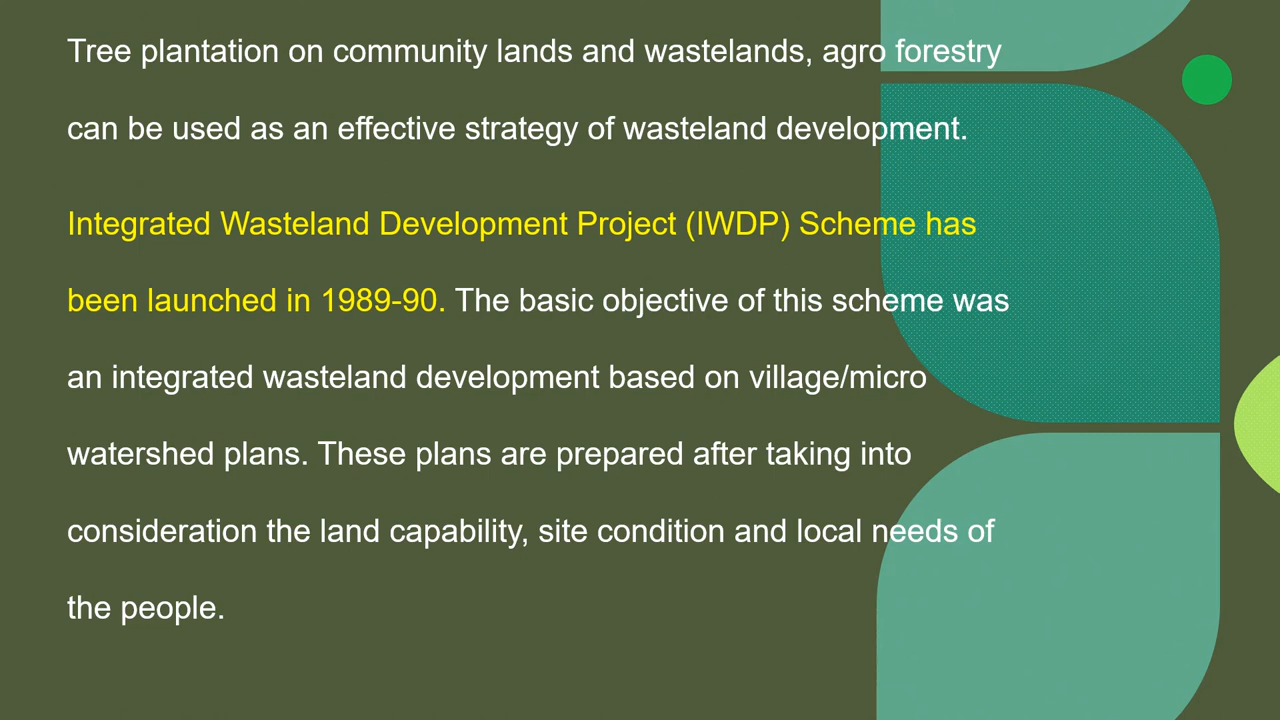 Tree plantation on community lands and wastelands, agro forestry
can be used as an effective strategy of wasteland development.
Integrated Wasteland Development Project (IWDP) Scheme has
been launched in 1989-90. The basic objective of this scheme was
an integrated wasteland development based on village/micro
watershed plans. These plans are prepared after taking into
consideration the land capability, site condition and local needs of
the people.